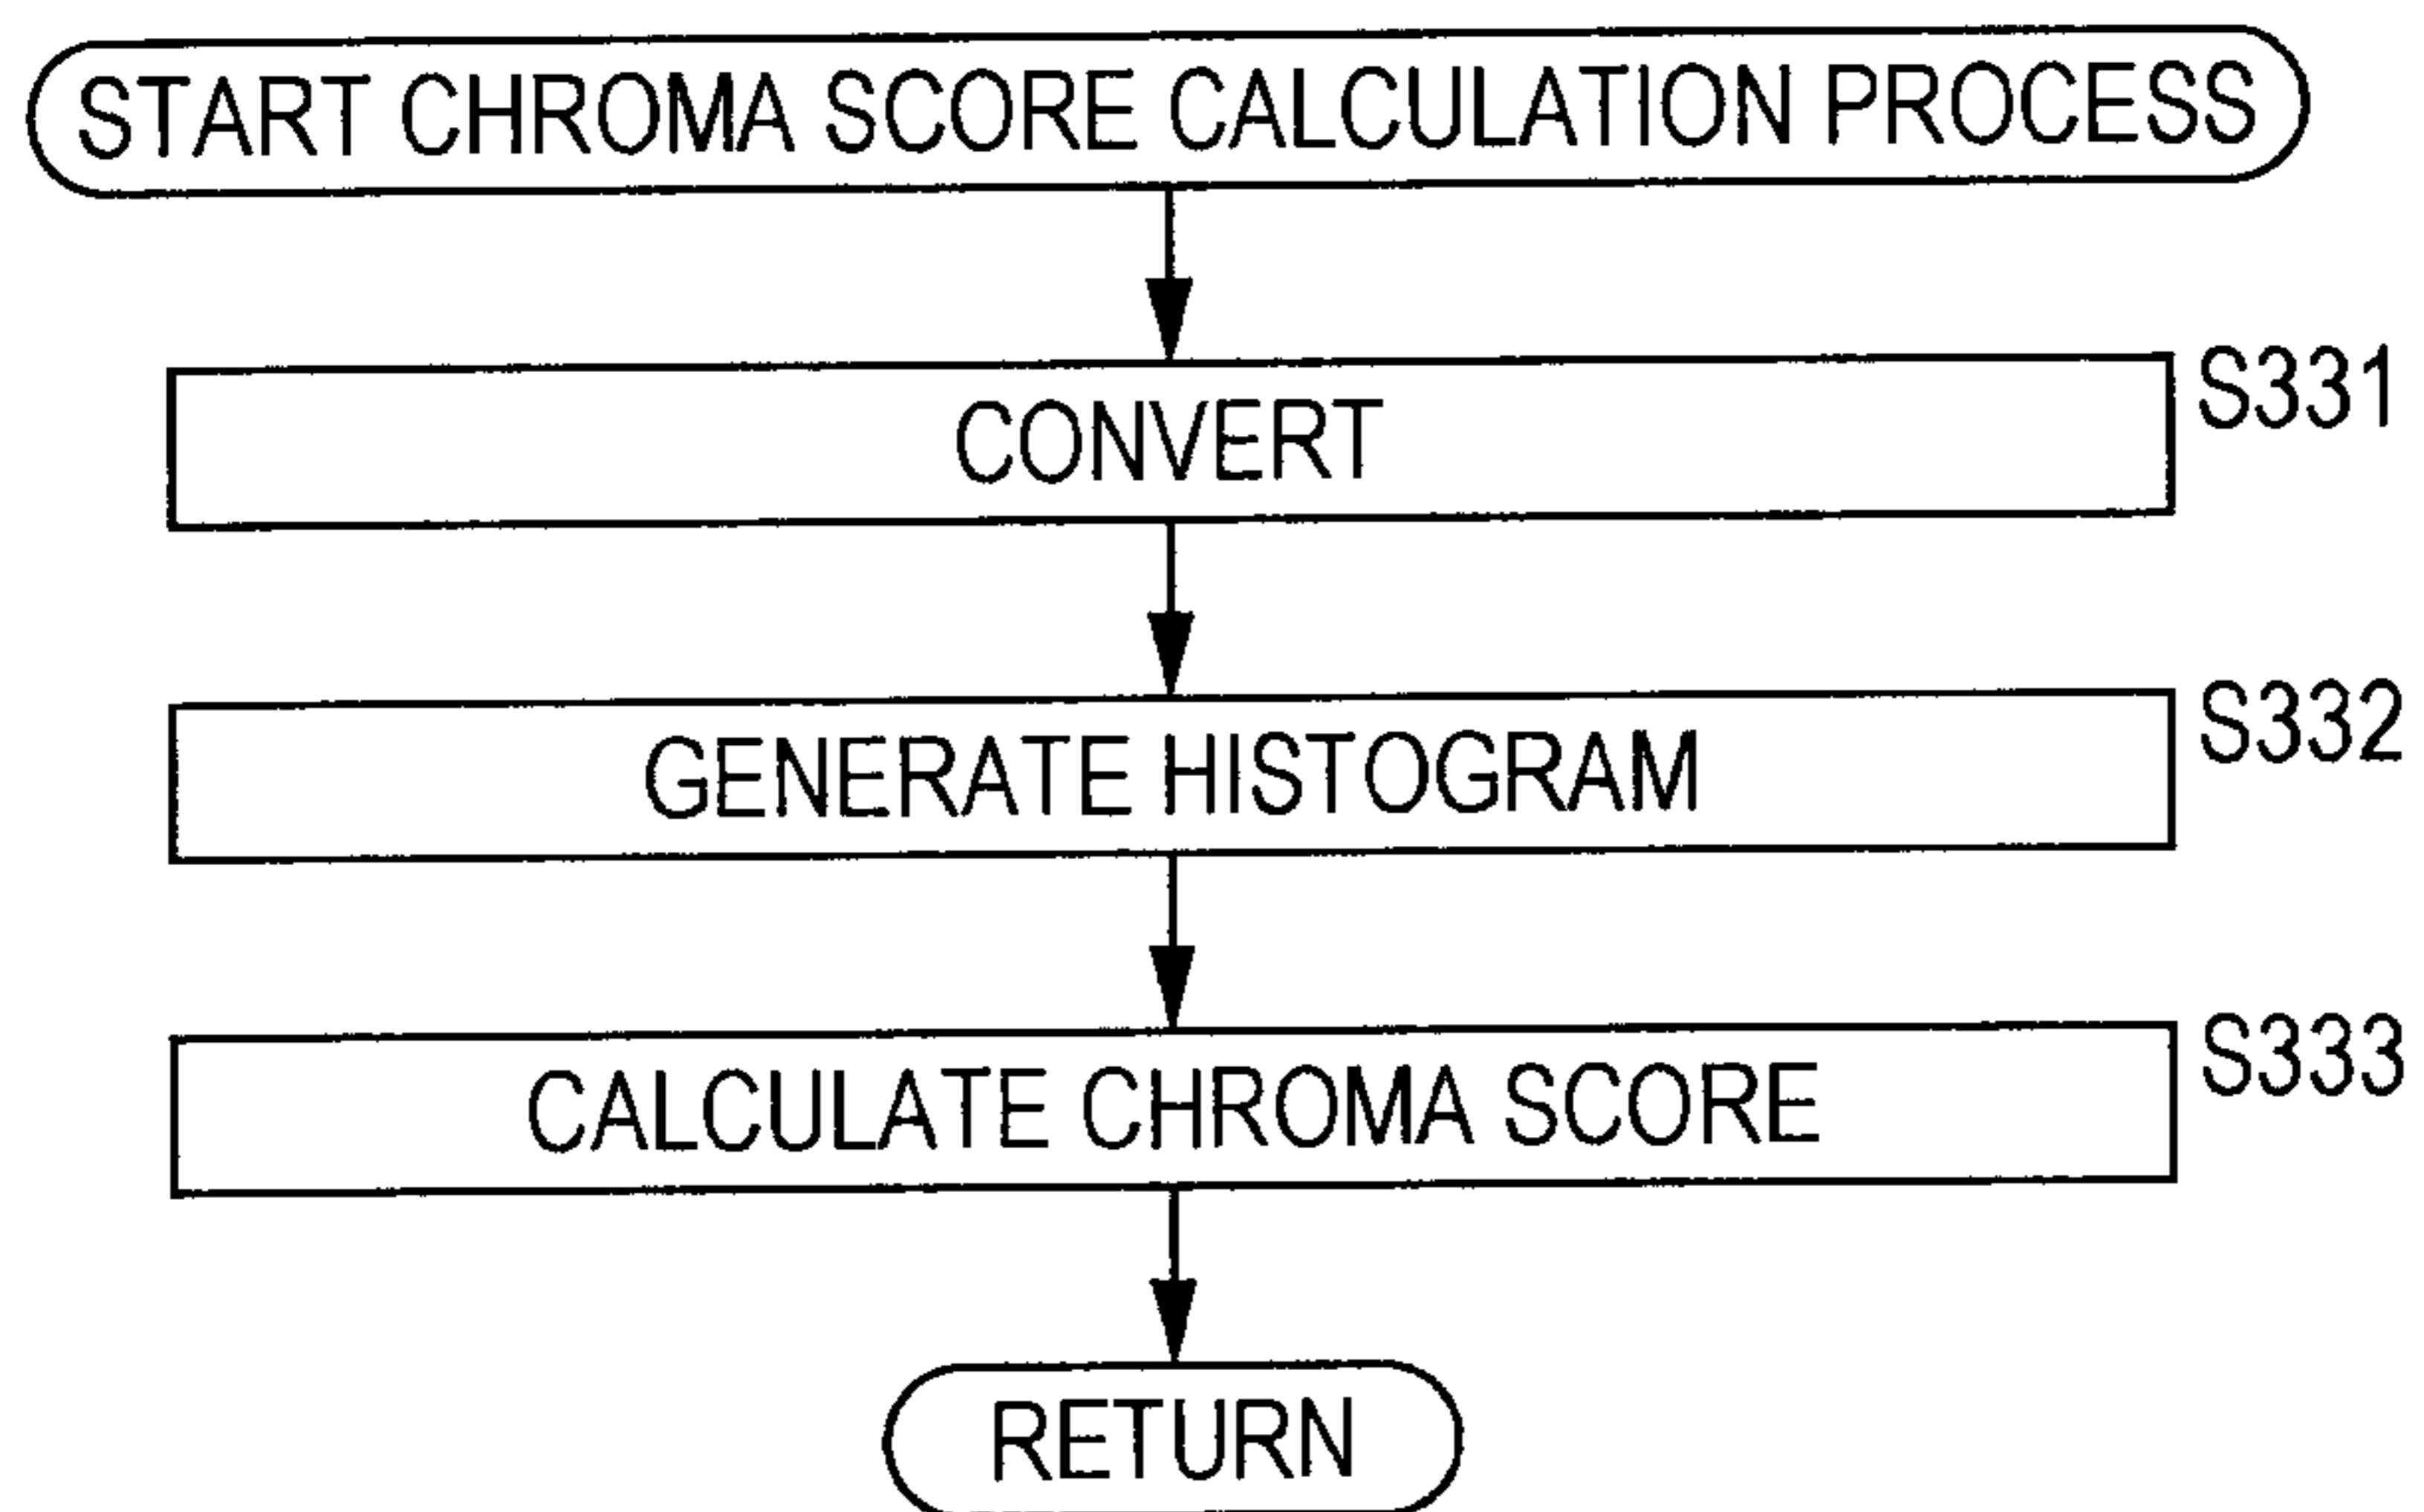 START CHROMA SCORE CALCULATION PROCESS
CONVERT
S331
GENERATE HISTOGRAM
S332
CALCULATE CHROMA SCORE
S333
RETURN